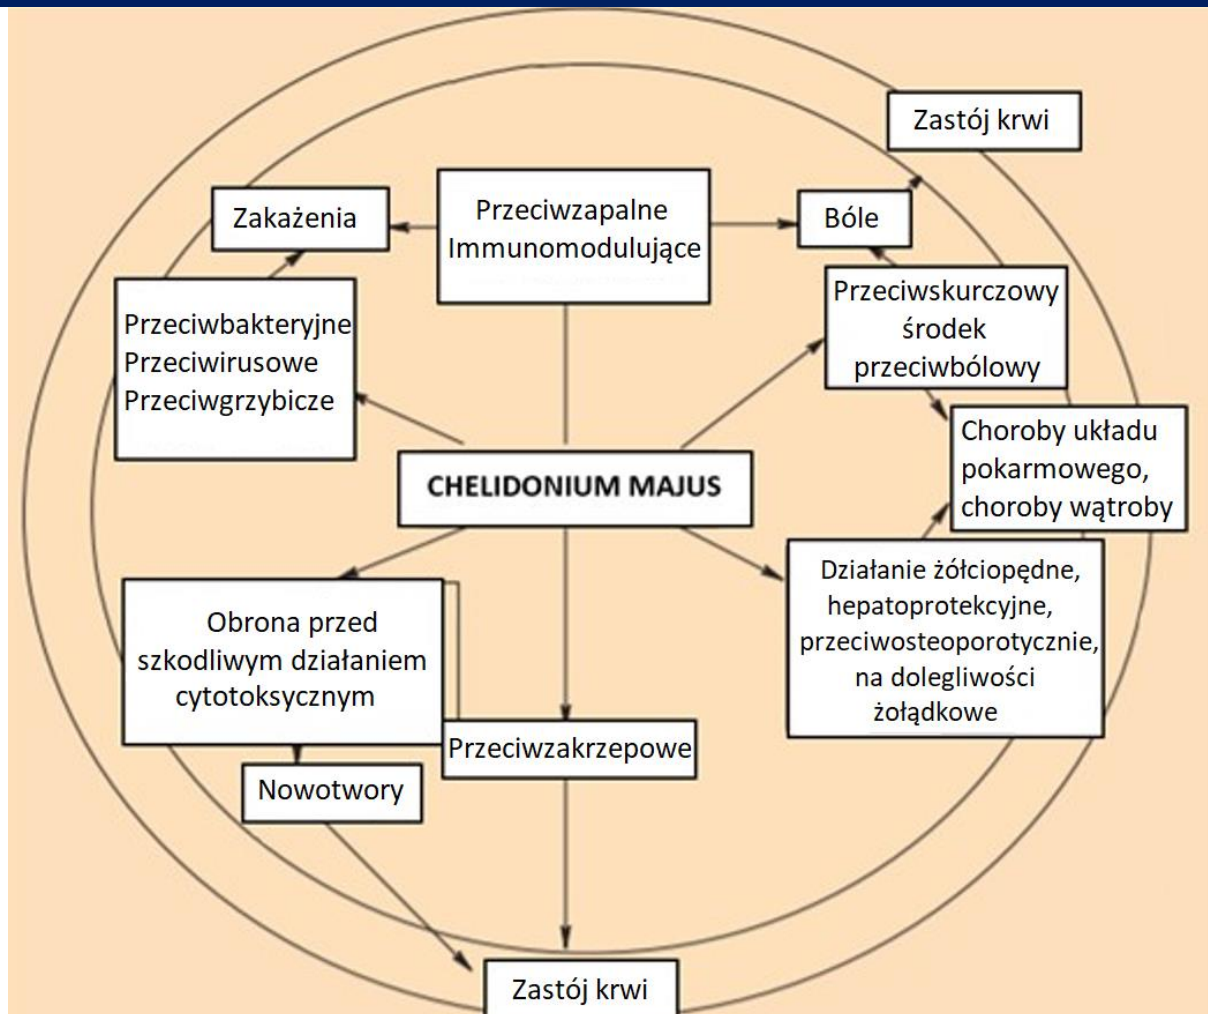 Zastój krwi
Zakażenia
Przeciwzapalne
Immunomodulujące
Bóle
Przeciwbakteryjne
Przeciwirusowe
Przeciwgrzybicze
Przeciwskurczowy
środek
przeciwbólowy
Choroby układu
pokarmowego,
choroby wątroby
CHELIDONIUM MAJUS
Działanie żółciopędne,
hepatoprotekcyjne,
przeciwosteoporotycznie,
na dolegliwości
żołądkowe
Obrona przed
szkodliwym działaniem
cytotoksycznym
Przeciwzakrzepowe
Nowotwory
Zastój krwi